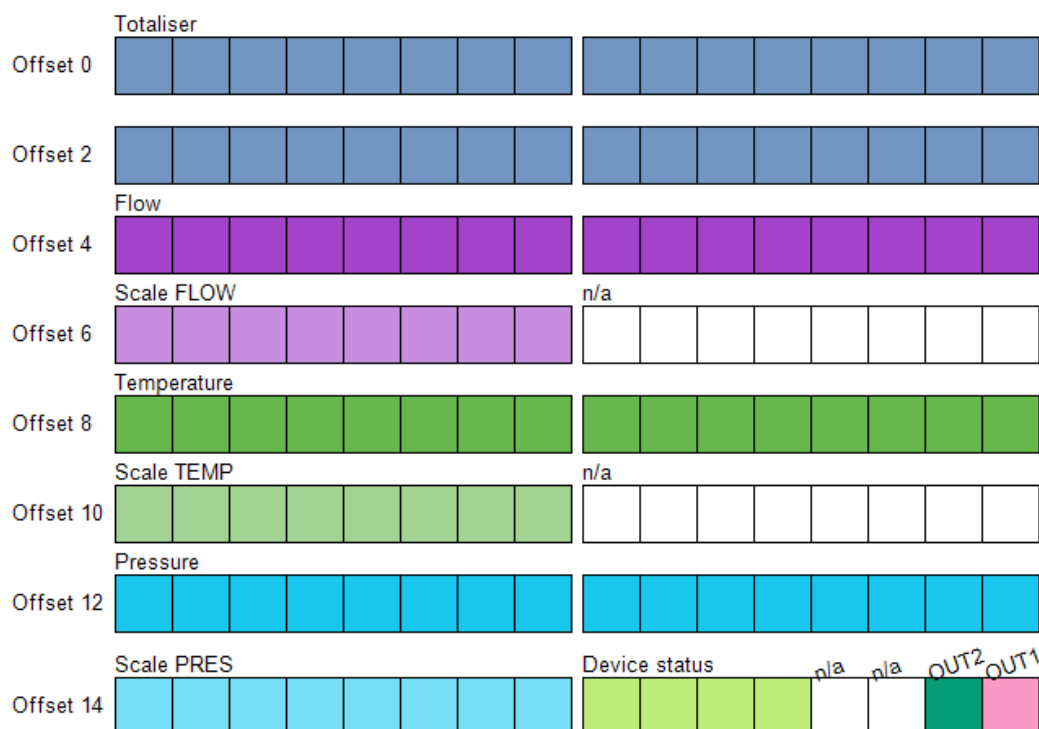 Totaliser
Offset 0
Offset 2
Flow
Offset 4
Scale FLOW n/a
Offset 6
Temperature
Offset 8
Scale TEMP n/a
Offset 10
Pressure
Offset 12
Scale PRES Device status n/a n/a OUT2 OUT1
Offset 14